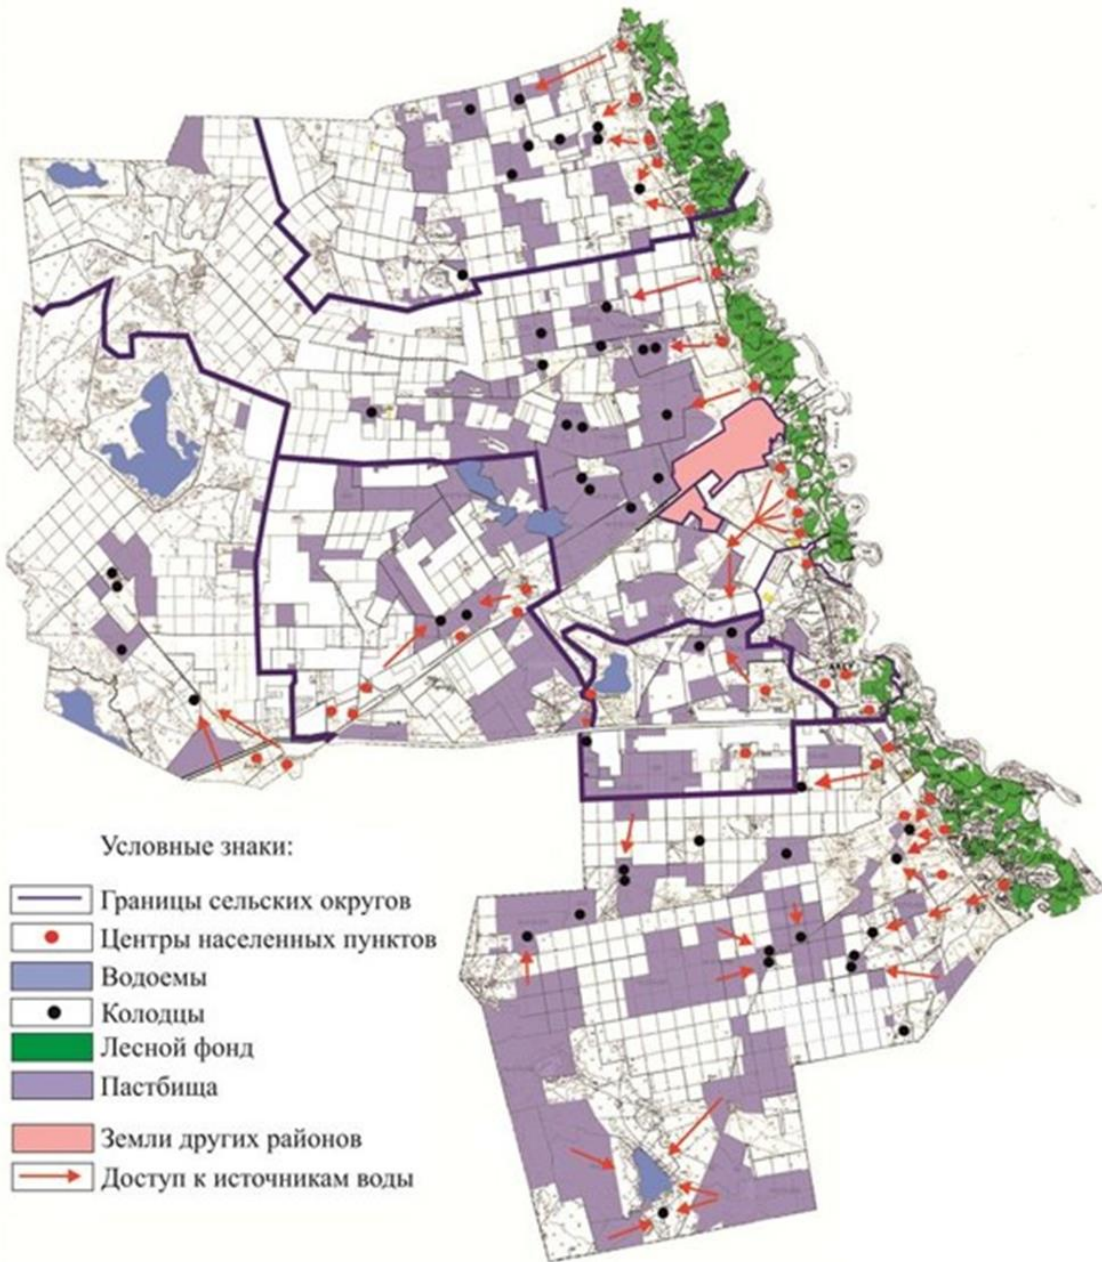 Условные знаки:
Границы сельских округов
Центры населенных пунктов
Водоемы
Колодцы
Лесной фонд
Пастбища
Земли других районов
Доступ к источникам воды